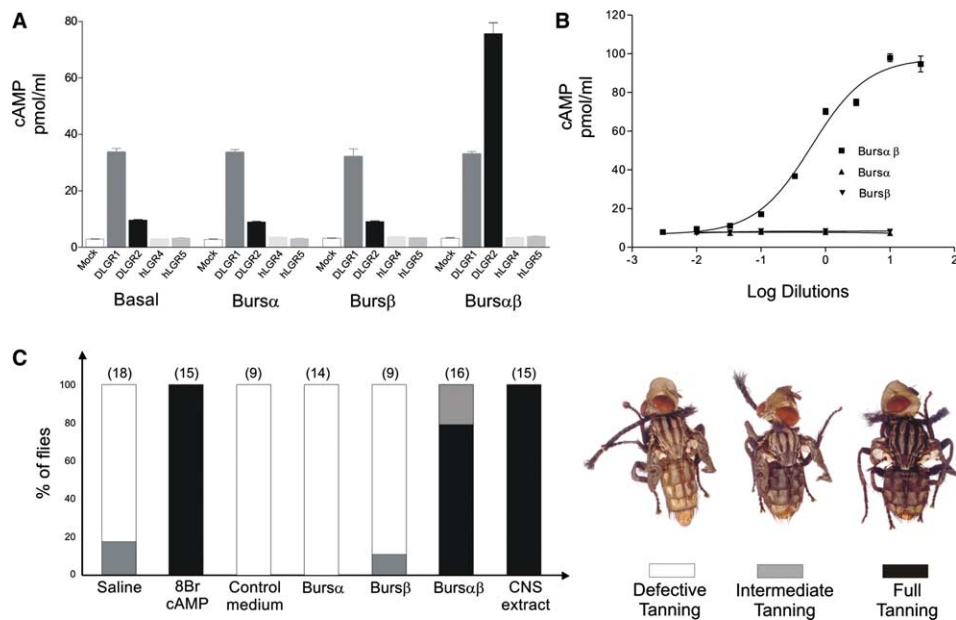 A
cAMP
pmol/ml
80
60
40
20
0
Mock
DLGR1
DLGR2
hLGR4
hLGR5
Mock
DLGR1
DLGR2
hLGR4
hLGR5
Mock
DLGR1
DLGR2
hLGR4
hLGR5
Mock
DLGR1
DLGR2
hLGR4
hLGR5
Basal
Bursα
Bursβ
Bursαβ
B
cAMP
pmol/ml
120
100
80
60
40
20
0
-3
-2
-1
0
1
2
Log Dilutions
Bursα β
Bursα
Bursβ
C
% of flies
100
80
60
40
20
0
(18)
(15)
(9)
(14)
(9)
(16)
(15)
Saline
8Br
cAMP
Control
medium
Bursα
Bursβ
Bursαβ
CNS
extract
Defective
Tanning
Intermediate
Tanning
Full
Tanning